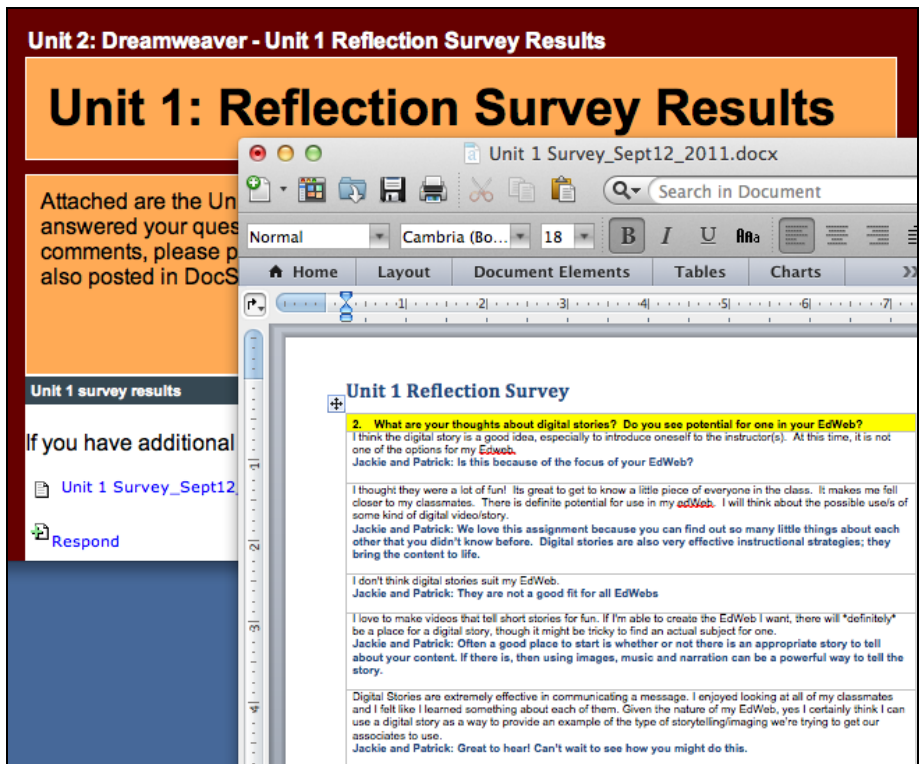 Unit 2: Dreamweaver - Unit 1 Reflection Survey Results
Unit 1: Reflection Survey Results
Attached are the Un
answered your ques
comments, please p
also posted in DocS
Unit 1 survey results
If you have additional
Unit 1 Survey_Sept12_
Respond
Unit 1 Survey_Sept12_2011.docx
Search in Document
Normal Cambria (Bo... 18 B I U ABa
Home Layout Document Elements Tables Charts
1 2 3 4 5 6 7
1
2
3
4
Unit 1 Reflection Survey
2. What are your thoughts about digital stories? Do you see potential for one in your EdWeb?
I think the digital story is a good idea, especially to introduce oneself to the instructor(s). At this time, it is not
one of the options for my Edweb.
Jackie and Patrick: Is this because of the focus of your EdWeb?
I thought they were a lot of fun! Its great to get to know a little piece of everyone in the class. It makes me fell
closer to my classmates. There is definite potential for use in my edWeb. I will think about the possible use/s of
some kind of digital video/story.
Jackie and Patrick: We love this assignment because you can find out so many little things about each
other that you didn't know before. Digital stories are also very effective instructional strategies; they
bring the content to life.
I don't think digital stories suit my EdWeb.
Jackie and Patrick: They are not a good fit for all EdWebs
I love to make videos that tell short stories for fun. If I'm able to create the EdWeb I want, there will *definitely*
be a place for a digital story, though it might be tricky to find an actual subject for one.
Jackie and Patrick: Often a good place to start is whether or not there is an appropriate story to tell
about your content. If there is, then using images, music and narration can be a powerful way to tell the
story.
Digital Stories are extremely effective in communicating a message. I enjoyed looking at all of my classmates
and I felt like I learned something about each of them. Given the nature of my EdWeb, yes I certainly think I can
use a digital story as a way to provide an example of the type of storytelling/imaging we're trying to get our
associates to use.
Jackie and Patrick: Great to hear! Can't wait to see how you might do this.